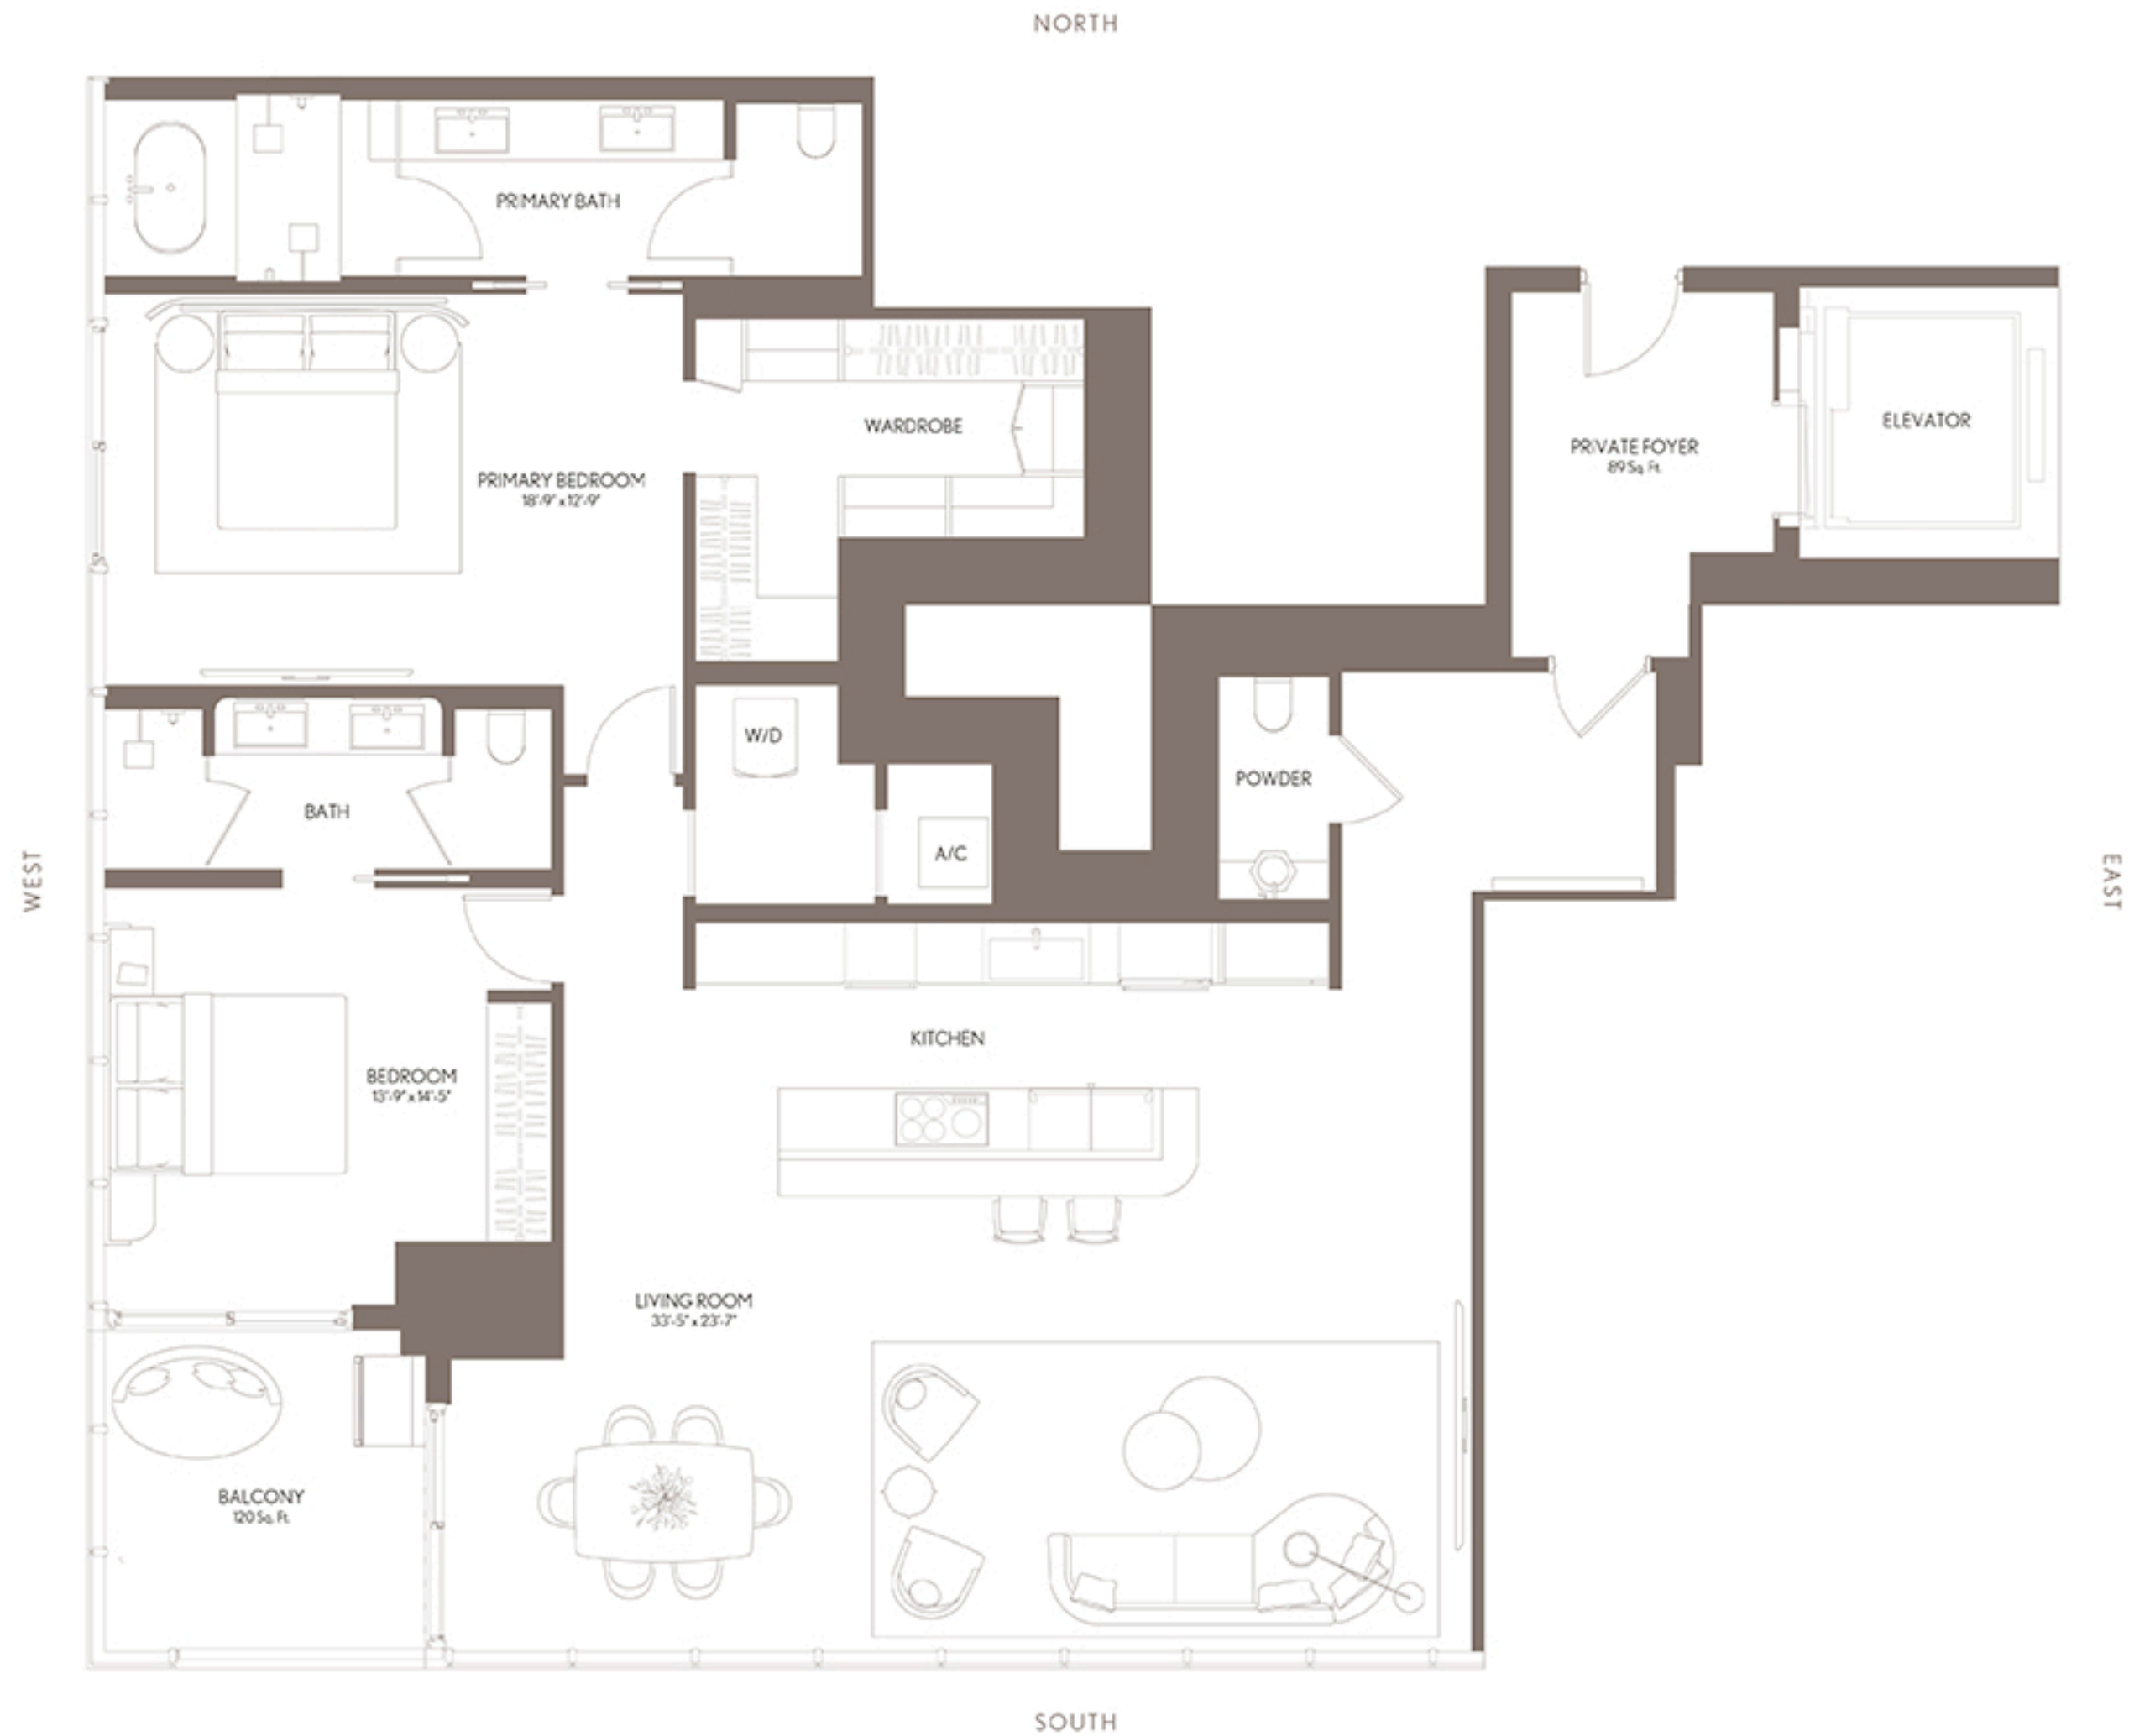 NORTH
PRIMARY BATH
WARDROBE
ELEVATOR
PRIVATE FOYER
89 Sq. Ft.
PRIMARY BEDROOM
18'-9" x 12'-9"
W/D
POWDER
BATH
A/C
WEST
EAST
KITCHEN
BEDROOM
13'-9" x 14'-5"
LIVING ROOM
33'-5" x 23'-7"
BALCONY
120 Sq. Ft.
SOUTH